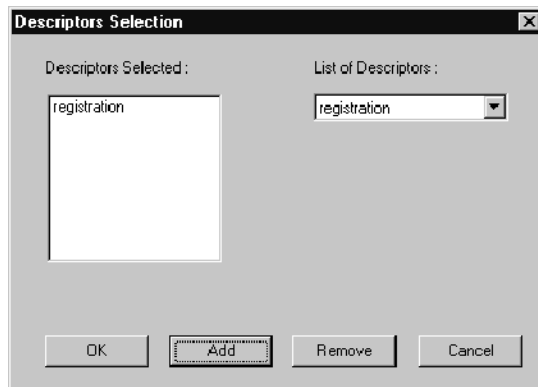 Descriptors Selection
Descriptors Selected :
List of Descriptors :
registration
registration
OK
Add
Remove
Cancel